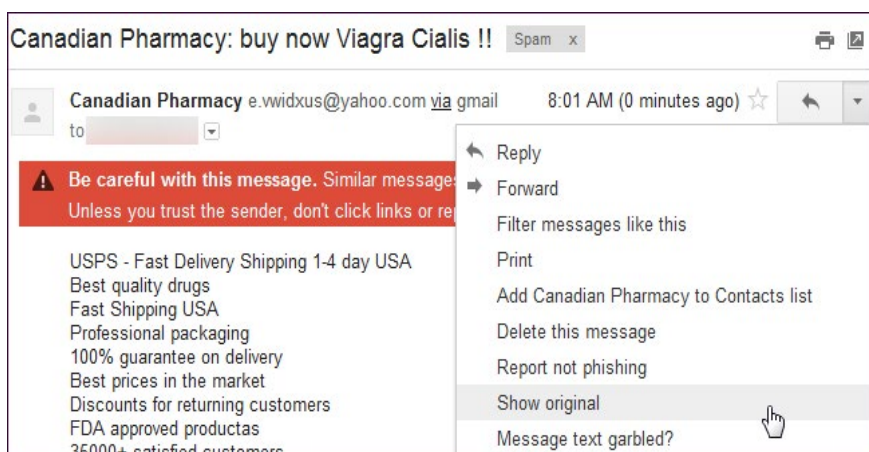 Canadian Pharmacy: buy now Viagra Cialis !! Spam x
Canadian Pharmacy e.vwidxus@yahoo.com via gmail 8:01 AM (0 minutes ago)
to
Be careful with this message. Similar messages
Unless you trust the sender, don't click links or re
USPS - Fast Delivery Shipping 1-4 day USA
Best quality drugs
Fast Shipping USA
Professional packaging
100% guarantee on delivery
Best prices in the market
Discounts for returning customers
FDA approved productas
35000+ satisfied customers
Reply
Forward
Filter messages like this
Print
Add Canadian Pharmacy to Contacts list
Delete this message
Report not phishing
Show original
Message text garbled?